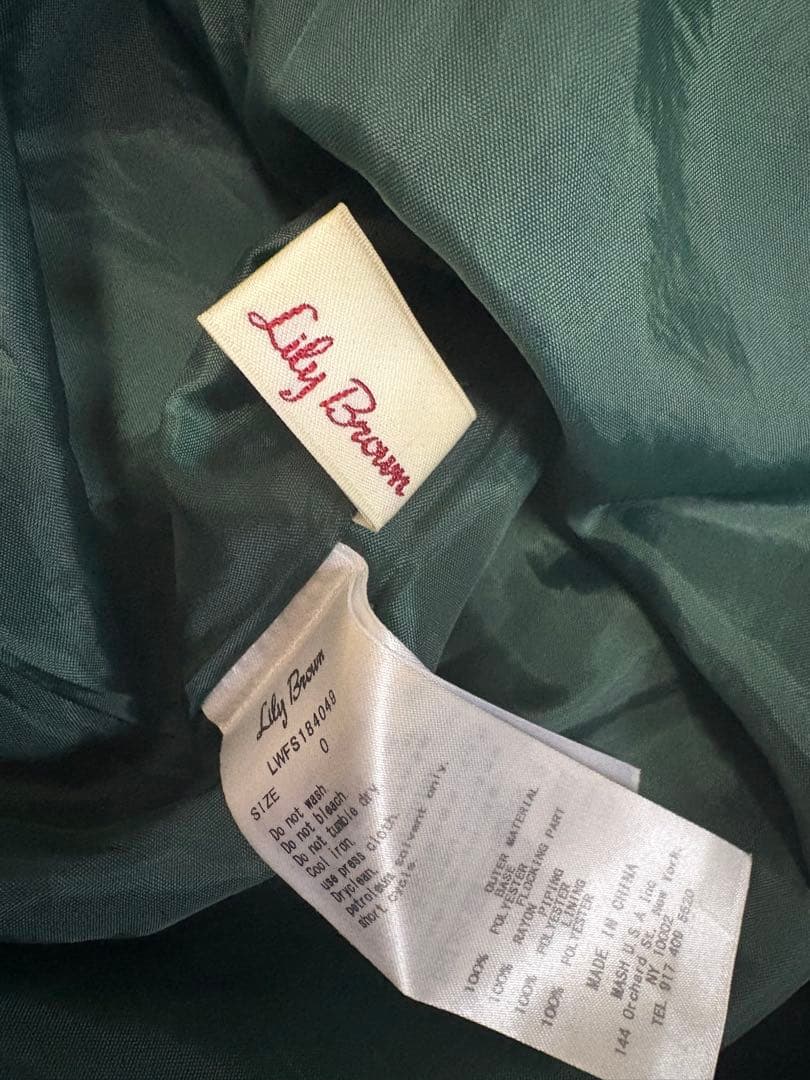 Lily Brown
Lily Brown
LWFS184049
SIZE 0
Do not wash.
Do not bleach.
Do not tumble dry
Cool iron.
use press cloth.
Dryclean.
petroleum solvent only.
short cycle
OUTER MATERIAL
BASE
100% POLYESTER
FLOCKING PART
100% RAYON
PIPING
100% POLYESTER
LINING
100% POLYESTER
MADE IN CHINA
MASH U S A Inc.
144 Orchard St. New York.
NY 10002
TEL 917 409 5520